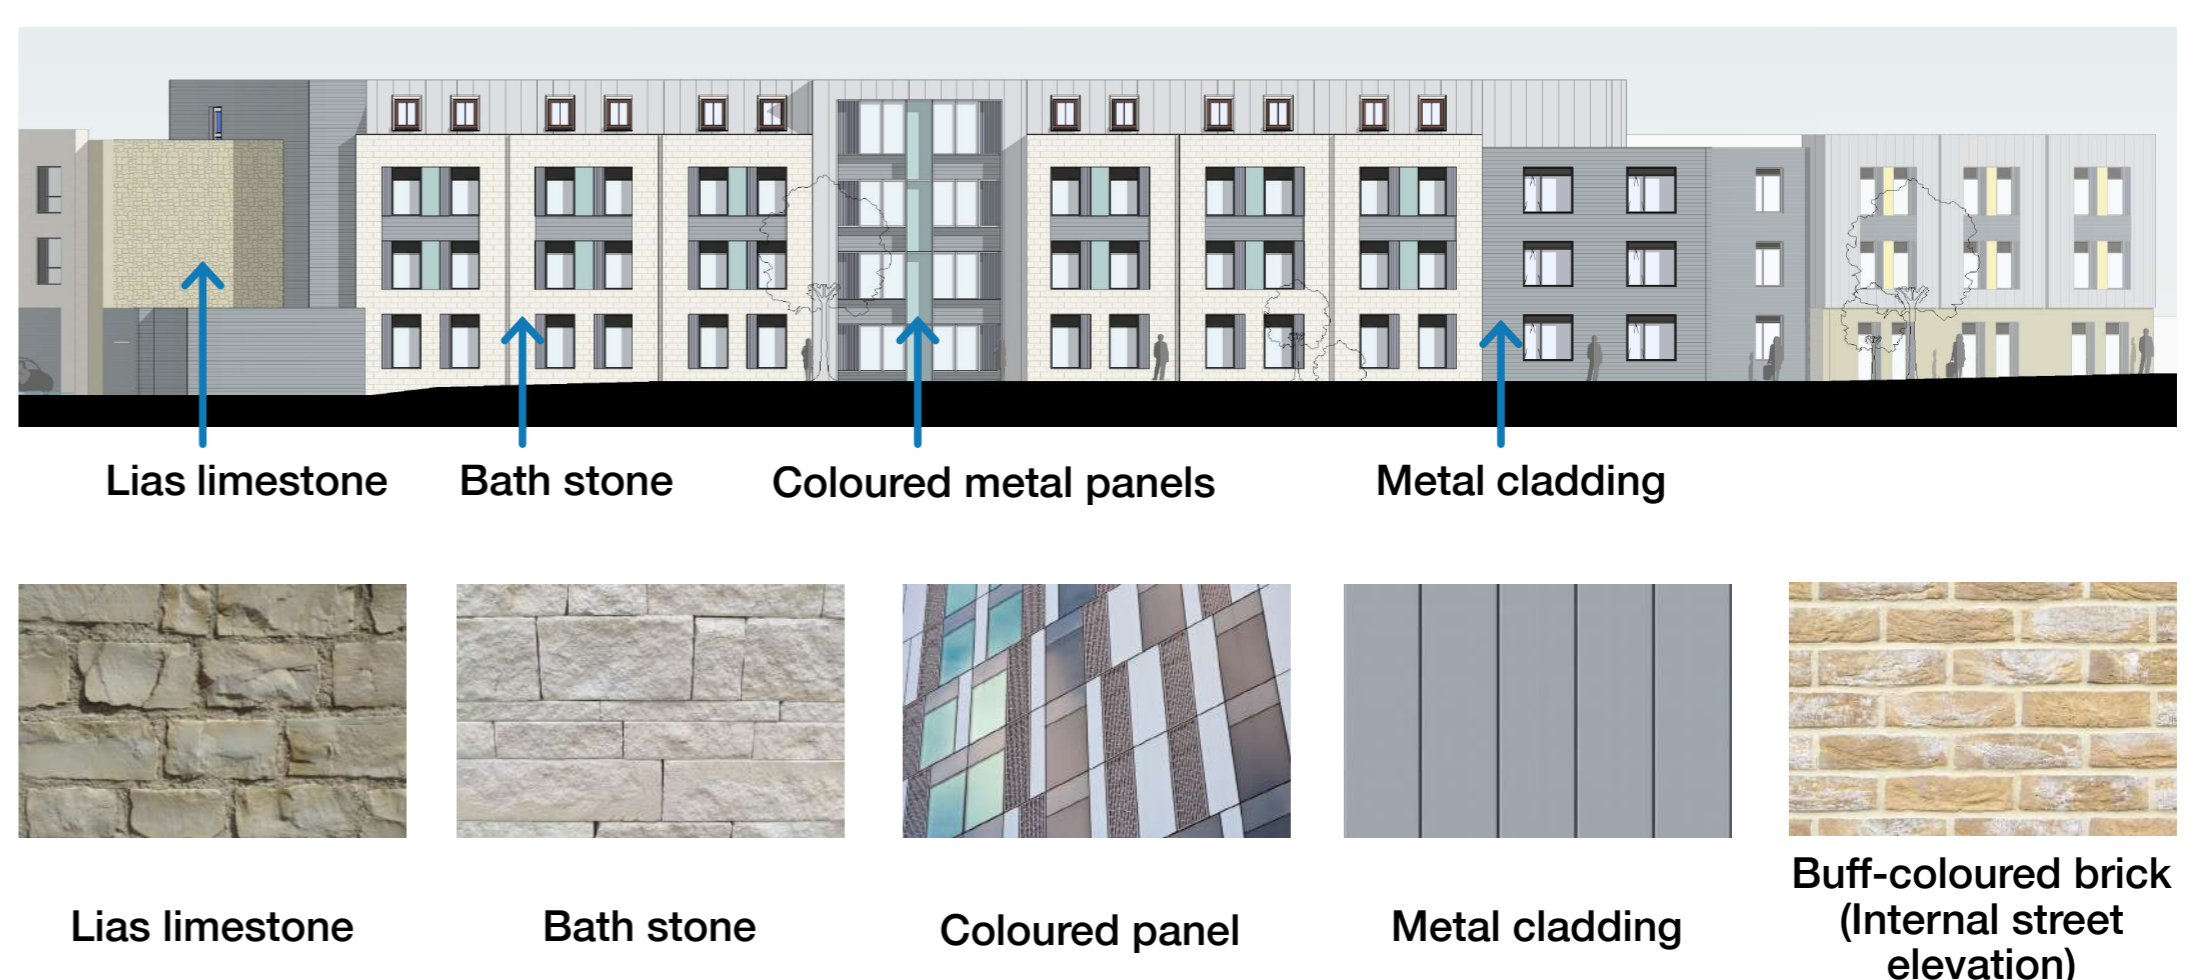 Lias limestone
Bath stone
Coloured metal panels
Metal cladding
Lias limestone
Bath stone
Coloured panel
Metal cladding
Buff-coloured brick
(Internal street
elevation)